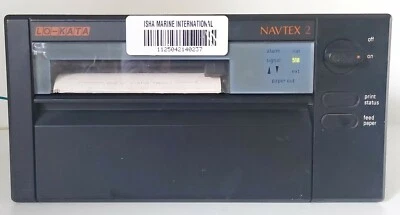 LO-KATA
ISHA MARINE INTERNATIONAL
1125042140237
NAVTEX 2
off
on
alarm
signal
paper out
print
status
feed
paper